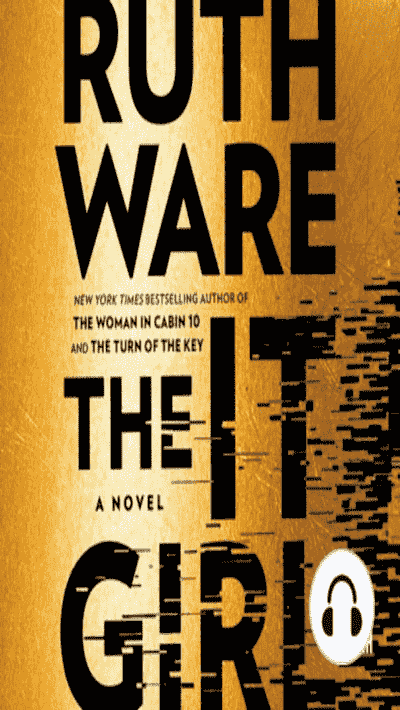 RUTH
WARE
NEW YORK TIMES BESTSELLING AUTHOR OF
THE WOMAN IN CABIN 10
AND THE TURN OF THE KEY
THE IT
A NOVEL
GIRL